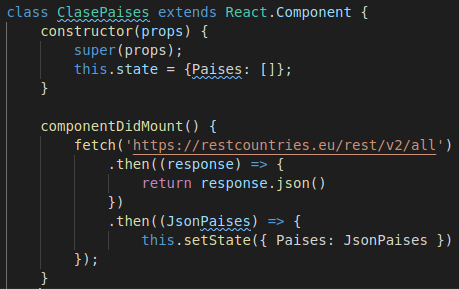 class ClasePaises extends React.Component {
    constructor(props) {
        super(props);
        this.state = {Paises: []};
    }

    componentDidMount() {
        fetch('https://restcountries.eu/rest/v2/all')
            .then((response) => {
                return response.json()
            })
            .then((JsonPaises) => {
                this.setState({ Paises: JsonPaises })
        });
    }